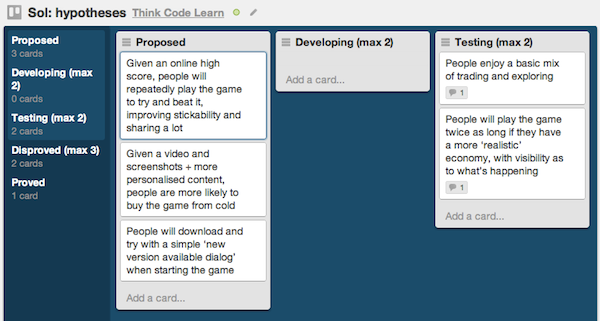 Sol: hypotheses Think Code Learn
Proposed
3 cards
Developing (max
2)
0 cards
Testing (max 2)
2 cards
Disproved (max 3)
2 cards
Proved
1 card
Proposed
Given an online high
score, people will
repeatedly play the game
to try and beat it,
improving stickability and
sharing a lot
Given a video and
screenshots + more
personalised content,
people are more likely to
buy the game from cold
People will download and
try with a simple ‘new
version available dialog’
when starting the game
Add a card...
Developing (max 2)
Add a card...
Testing (max 2)
People enjoy a basic mix
of trading and exploring
1
People will play the game
twice as long if they have
a more ‘realistic’
economy, with visibility as
to what’s happening
1
Add a card...